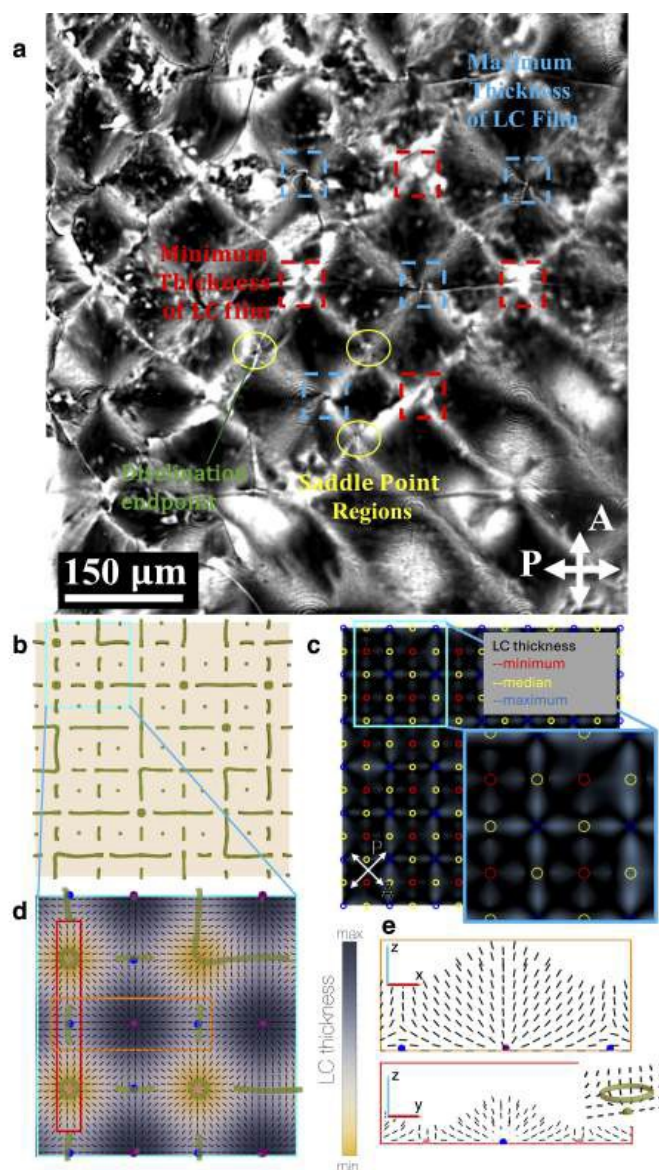 a
Maximum
Thickness
of LC Film
Minimum
Thickness
of LC film
Disclination
endpoint
Saddle Point
Regions
150 µm
A
P
b
c
LC thickness
--minimum
--median
--maximum
P
A
d
max
LC thickness
min
e
z
x
z
y